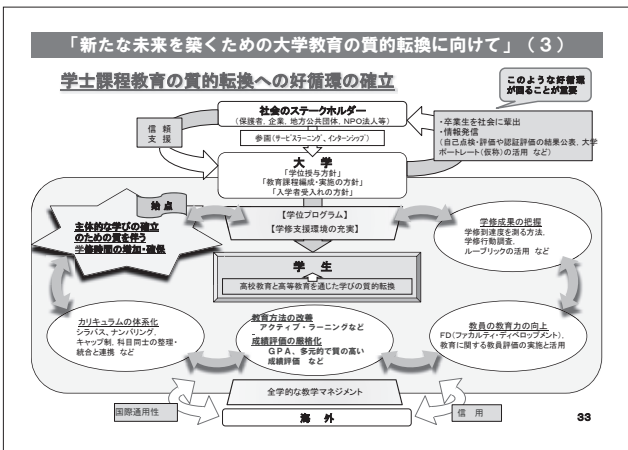 「新たな未来を築くための大学教育の質的転換に向けて」（３）
学士課程教育の質的転換への好循環の確立
このような好循環
が図ることが重要
社会のステークホルダー
（保護者、企業、地方公共団体、NPO法人等）
信 頼
支 援
参画（サービスラーニング、インターンシップ）
・卒業生を社会に輩出
・情報発信
（自己点検・評価や認証評価の結果公表、大学
ポートレート（仮称）の活用 など）
大 学
「学位授与方針」
「教育課程編成・実施の方針」
「入学者受入れの方針」
始 点
主体的な学びの確立
のための質を伴う
学修時間の増加・確保
【学位プログラム】
【学修支援環境の充実】
学修成果の把握
学修到達度を測る方法、
学修行動調査、
ルーブリックの活用 など
学 生
高校教育と高等教育を通じた学びの質的転換
カリキュラムの体系化
シラバス、ナンバリング、
キャップ制、科目同士の整理・
統合と連携 など
教育方法の改善
アクティブ・ラーニングなど
成績評価の厳格化
ＧＰＡ、多元的で質の高い
成績評価 など
教員の教育力の向上
FD（ファカルティ・ディベロップメント）、
教育に関する教員評価の実施と活用
全学的な教学マネジメント
国際通用性
海 外
信 用
33